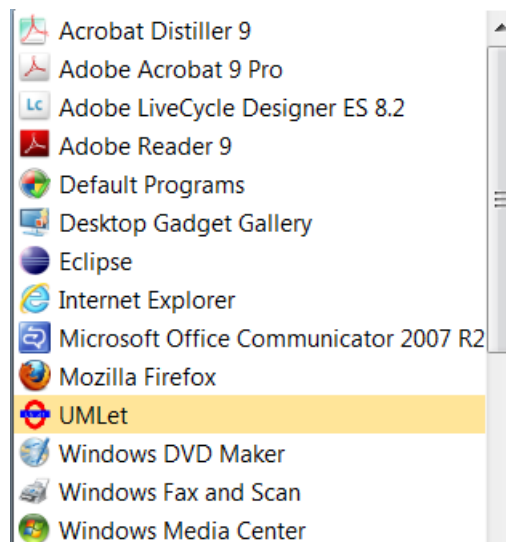 Acrobat Distiller 9
Adobe Acrobat 9 Pro
Lc Adobe LiveCycle Designer ES 8.2
Adobe Reader 9
Default Programs
Desktop Gadget Gallery
Eclipse
Internet Explorer
Microsoft Office Communicator 2007 R2
Mozilla Firefox
UMLet
Windows DVD Maker
Windows Fax and Scan
Windows Media Center